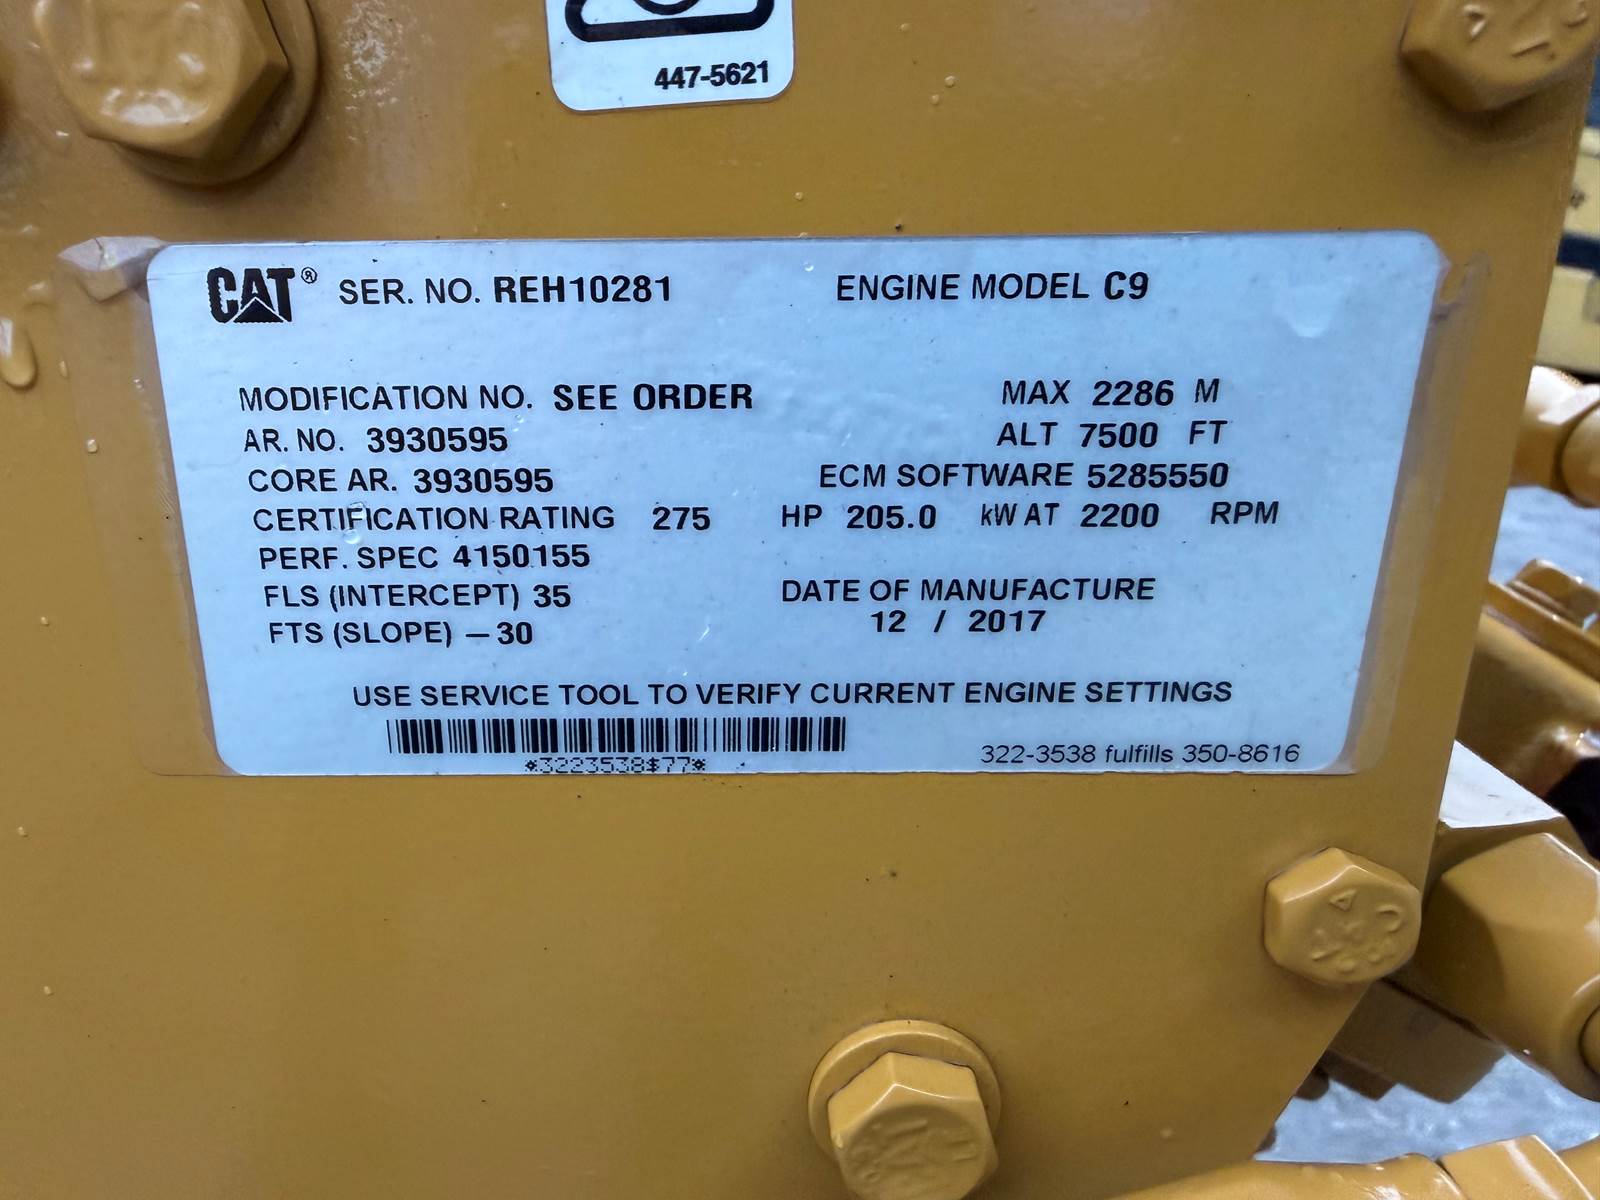 447-5621
CAT® SER. NO. REH10281 ENGINE MODEL C9
MODIFICATION NO. SEE ORDER MAX 2286 M
AR. NO. 3930595 ALT 7500 FT
CORE AR. 3930595 ECM SOFTWARE 5285550
CERTIFICATION RATING 275 HP 205.0 kW AT 2200 RPM
PERF. SPEC 4150155
FLS (INTERCEPT) 35 DATE OF MANUFACTURE
FTS (SLOPE) –30 12 / 2017
USE SERVICE TOOL TO VERIFY CURRENT ENGINE SETTINGS
*3223538$77*
322-3538 fulfills 350-8616